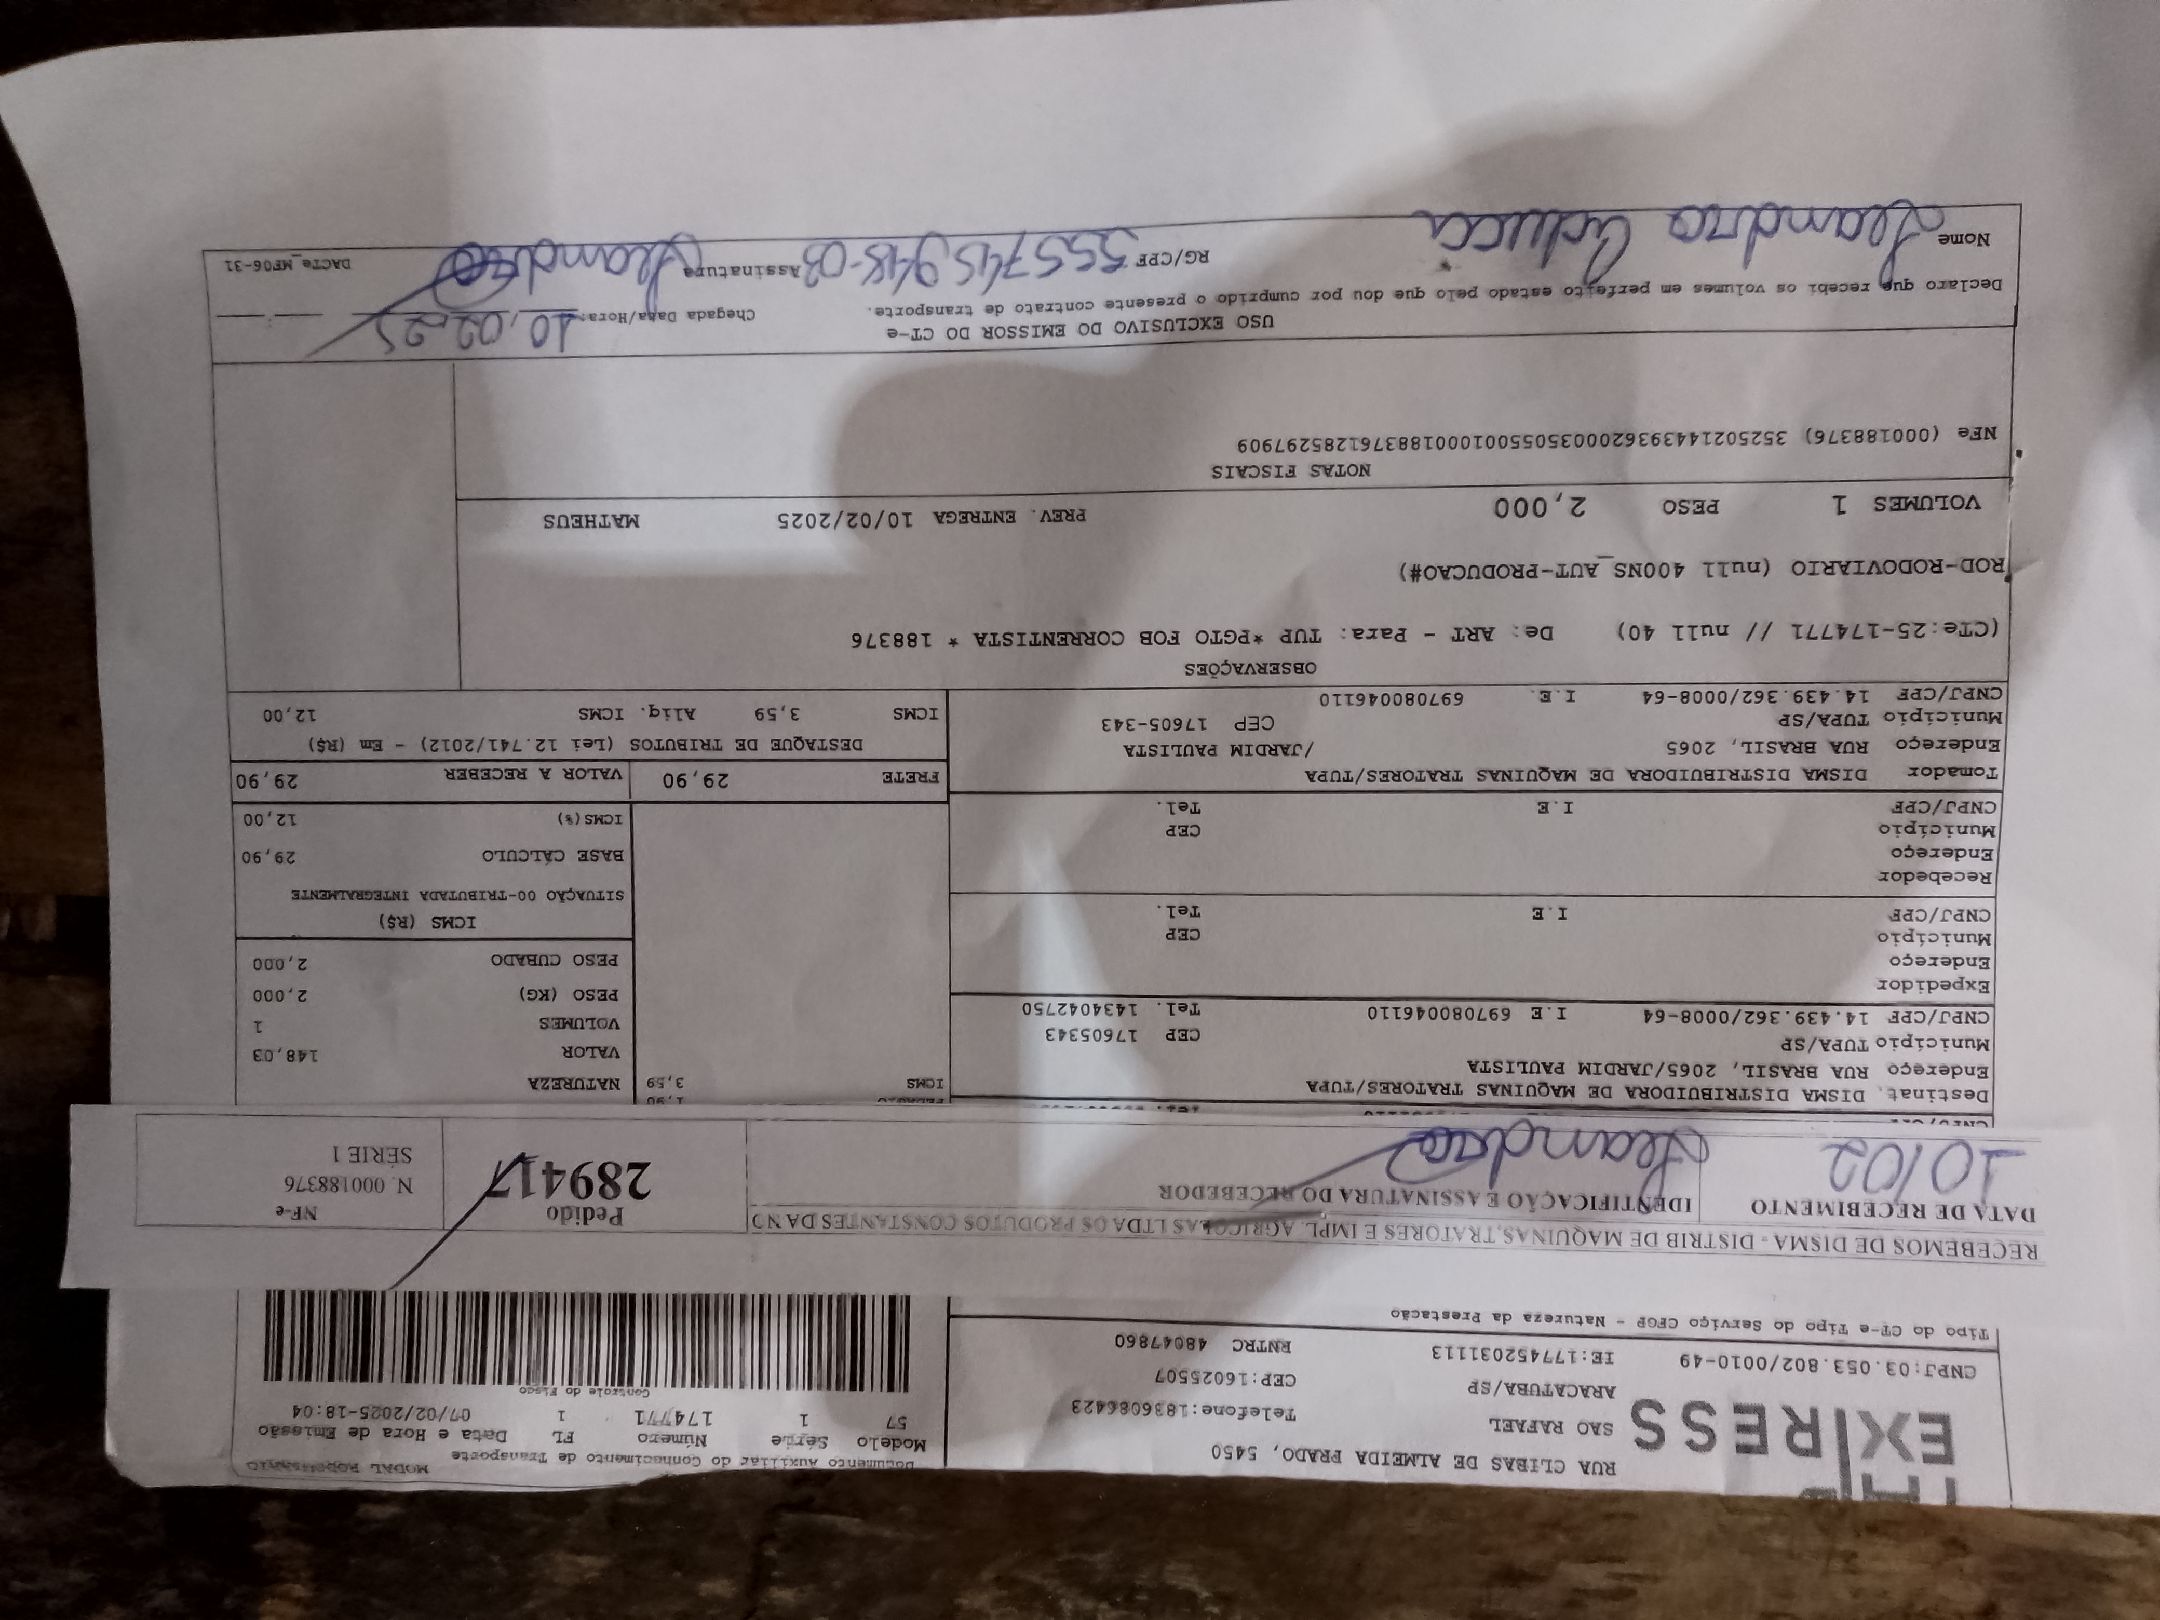 EXPRESS
RUA CLIBAS DE ALMEIDA PRADO, 5450
SAO RAFAEL Telefone:1836086423
ARACATUBA/SP CEP:16025507
CNPJ:03.053.802/0010-49 IE:177452031113 RNTRC 48047860
Tipo do CT-e Tipo do Serviço CFOP - Natureza da Prestação
Documento Auxiliar do Conhecimento de Transporte MODAL
Modelo Série Número FL Data e Hora de Emissão
57 1 174771 1 07/02/2025-18:04
Controle do Fisco
RECEBEMOS DE DISMA - DISTRIB DE MAQUINAS,TRATORES E IMPL. AGRICOLAS LTDA OS PRODUTOS CONSTANTES DA
DATA DE RECEBIMENTO IDENTIFICAÇÃO E ASSINATURA DO RECEBEDOR
10/02 Leandro
Pedido
289417
NF-e
N. 000188376
SÉRIE 1
Destinat. DISMA DISTRIBUIDORA DE MAQUINAS TRATORES/TUPA
Endereço RUA BRASIL, 2065/JARDIM PAULISTA
Município TUPA/SP CEP 17605343
CNPJ/CPF 14.439.362/0008-64 I.E 697080046110 Tel. 1434042750
Expedidor
Endereço
Município CEP
CNPJ/CPF I.E Tel.
Recebedor
Endereço
Município CEP
CNPJ/CPF I.E Tel.
Tomador DISMA DISTRIBUIDORA DE MAQUINAS TRATORES/TUPA
Endereço RUA BRASIL, 2065 /JARDIM PAULISTA
Município TUPA/SP CEP 17605-343
CNPJ/CPF 14.439.362/0008-64 I.E. 697080046110
1,90
ICMS 3,59
NATUREZA
VALOR 148,03
VOLUMES 1
PESO (KG) 2,000
PESO CUBADO 2,000
ICMS (R$)
SITUAÇÃO 00-TRIBUTADA INTEGRALMENTE
BASE CÁLCULO 29,90
ICMS(%) 12,00
FRETE 29,90 VALOR A RECEBER 29,90
DESTAQUE DE TRIBUTOS (Lei 12.741/2012) - Em (R$)
ICMS 3,59 Aliq. ICMS 12,00
OBSERVAÇÕES
(CTe:25-174771 // null 40) De: ART - Para: TUP *PGTO FOB CORRENTISTA * 188376
ROD-RODOVIARIO (null 400NS_AUT-PRODUCAO#)
VOLUMES 1 PESO 2,000 PREV. ENTREGA 10/02/2025 MATHEUS
NOTAS FISCAIS
NFe (000188376) 35250214439362000350550010001883761285297909
USO EXCLUSIVO DO EMISSOR DO CT-e
Declaro que recebi os volumes em perfeito estado pelo que dou por cumprido o presente contrato de transporte.
Chegada Data/Hora: 10,02,25
Nome Leandro RG/CPF 555745948-03 Assinatura Leandro
DACTe_MF06-31